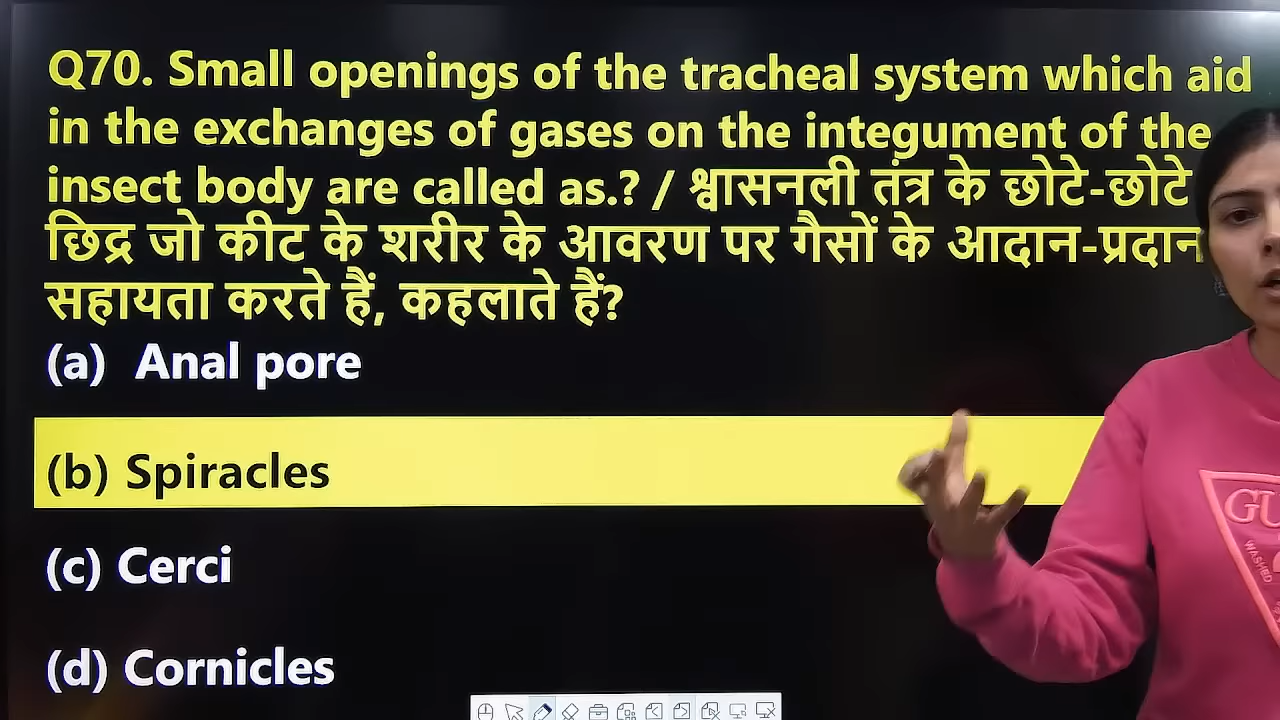 Q70. Small openings of the tracheal system which aid
in the exchanges of gases on the integument of the
insect body are called as.? / श्वासनली तंत्र के छोटे-छोटे
छिद्र जो कीट के शरीर के आवरण पर गैसों के आदान-प्रदान
सहायता करते हैं, कहलाते हैं?
(a) Anal pore
(b) Spiracles
(c) Cerci
(d) Cornicles
GU
WASHED